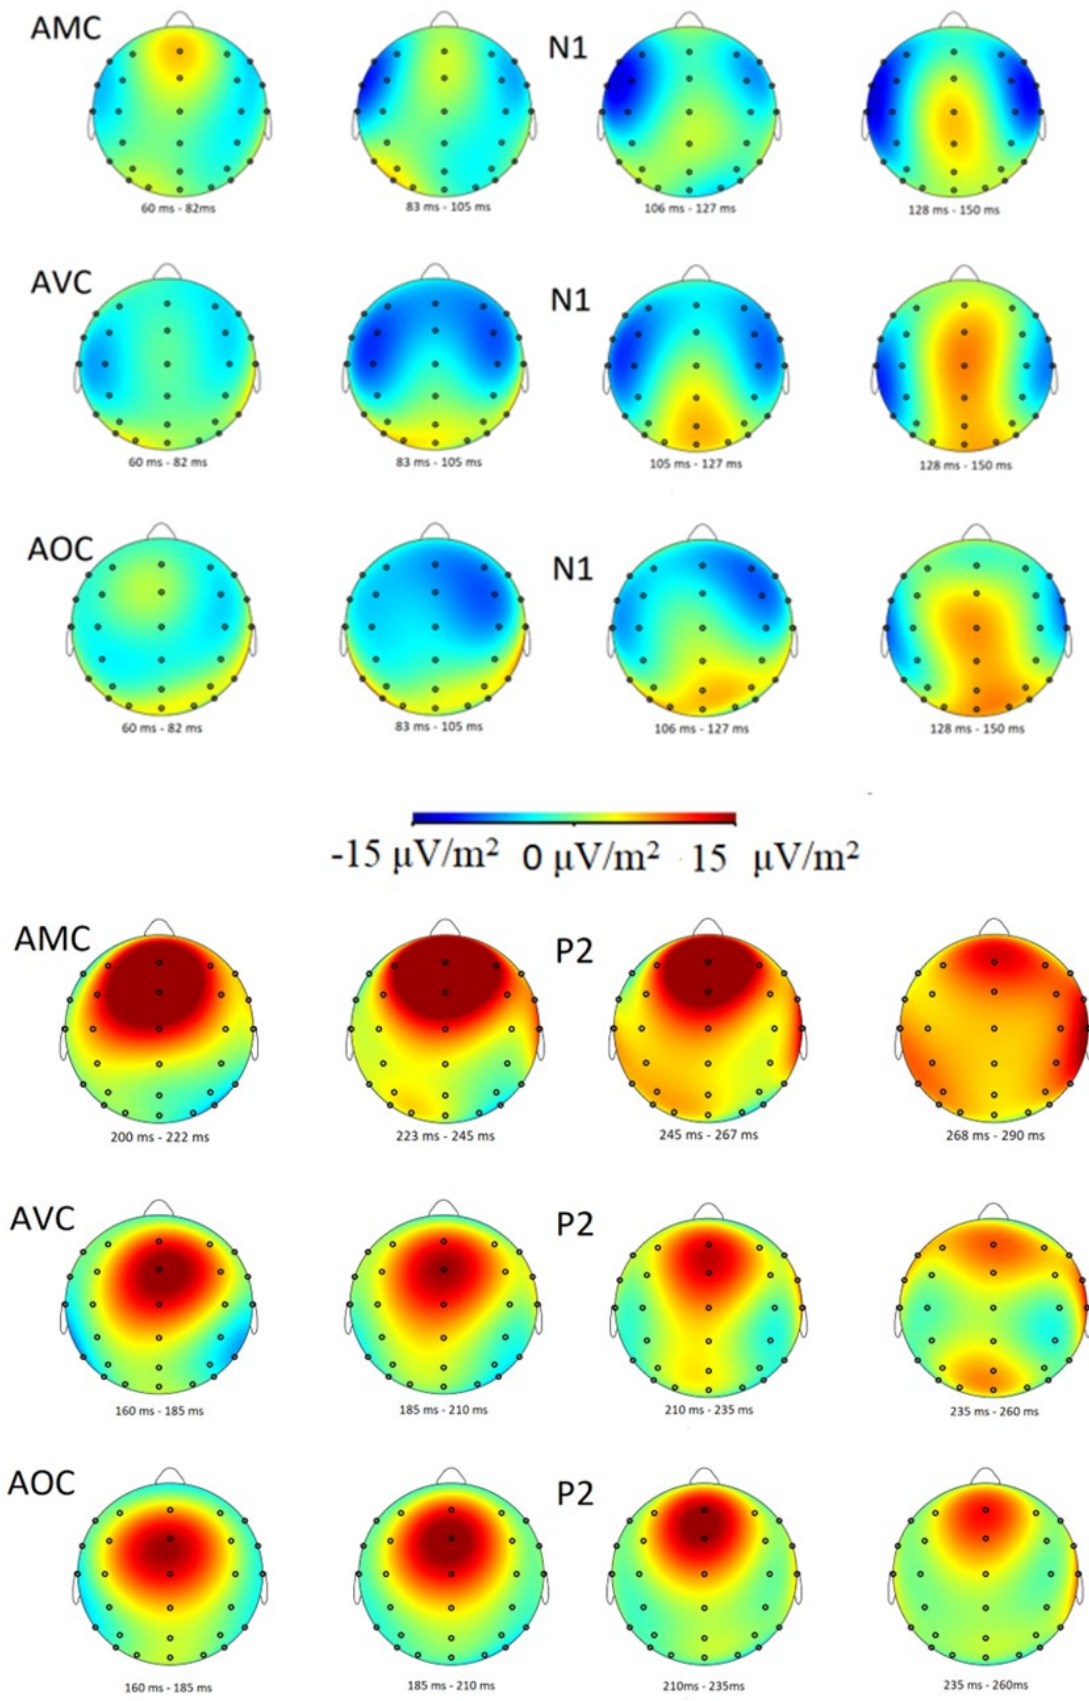 AMC
N1
60 ms - 82ms
83 ms - 105 ms
106 ms - 127 ms
128 ms - 150 ms
AVC
N1
60 ms - 82 ms
83 ms - 105 ms
105 ms - 127 ms
128 ms - 150 ms
AOC
N1
60 ms - 82 ms
83 ms - 105 ms
106 ms - 127 ms
128 ms - 150 ms
-15 μV/m² 0 μV/m² 15 μV/m²
AMC
P2
200 ms - 222 ms
223 ms - 245 ms
245 ms - 267 ms
268 ms - 290 ms
AVC
P2
160 ms - 185 ms
185 ms - 210 ms
210 ms - 235 ms
235 ms - 260 ms
AOC
P2
160 ms - 185 ms
185 ms - 210 ms
210ms - 235ms
235 ms - 260ms